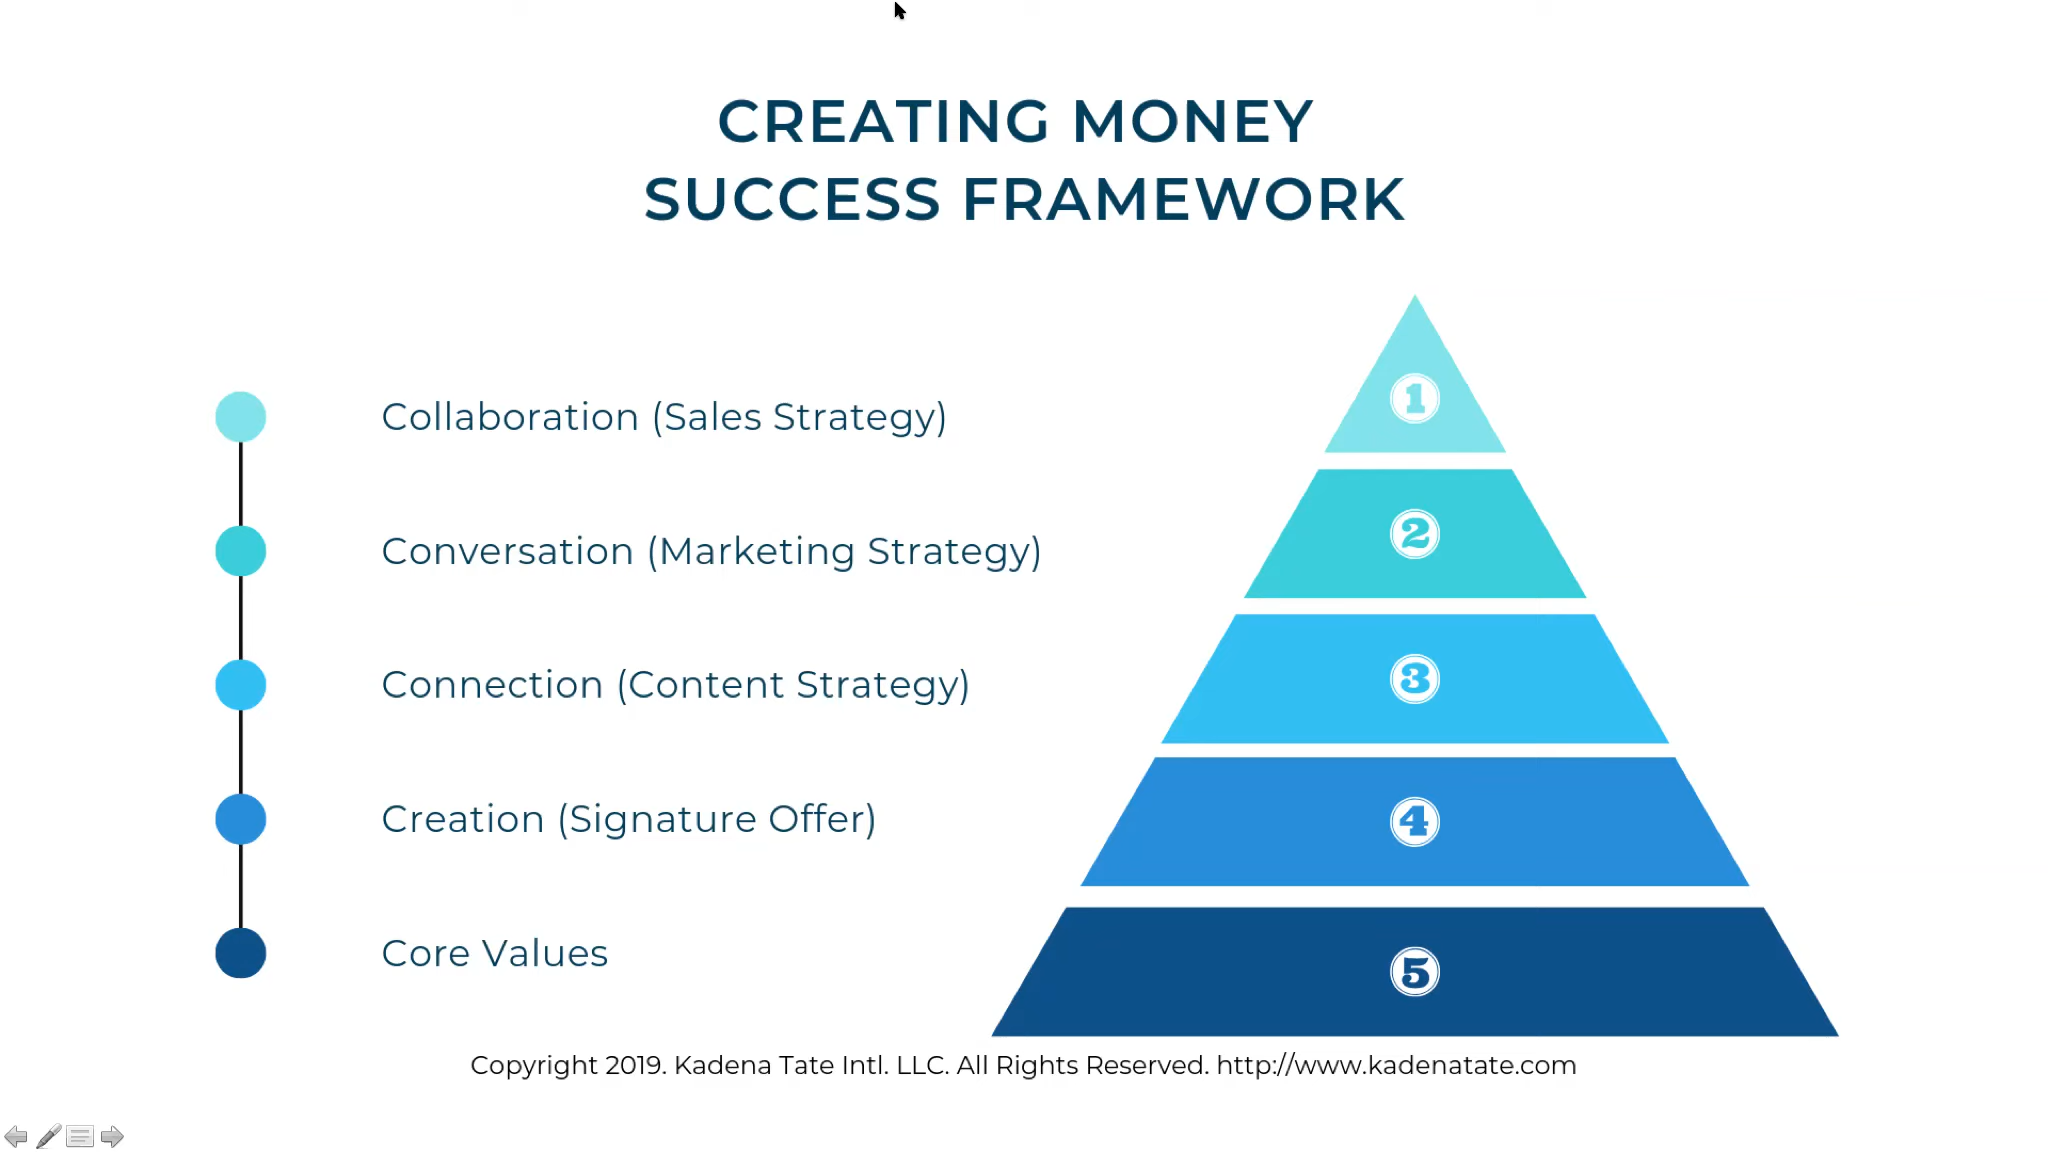 CREATING MONEY
SUCCESS FRAMEWORK
Collaboration (Sales Strategy)
1
Conversation (Marketing Strategy)
2
Connection (Content Strategy)
3
Creation (Signature Offer)
4
Core Values
5
Copyright 2019. Kadena Tate Intl. LLC. All Rights Reserved. http://www.kadenatate.com